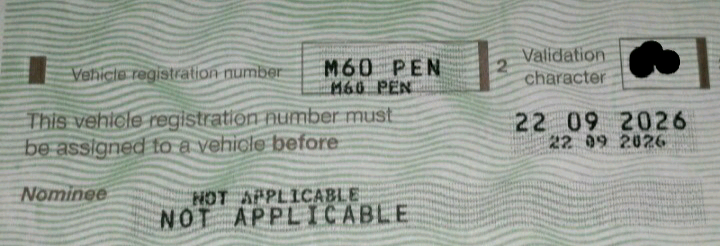 Vehicle registration number M60 PEN 2 Validation character
M60 PEN
This vehicle registration number must be assigned to a vehicle before
22 09 2026
22 09 2026
Nominee
NOT APPLICABLE
NOT APPLICABLE